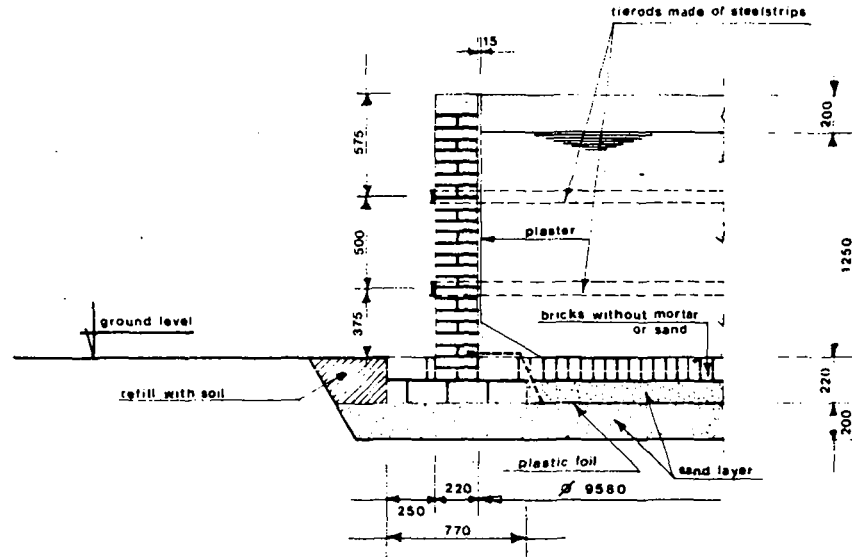 tierods made of steelstrips
15
575
200
500
plaster
1250
375
ground level
bricks without mortar
or sand
refill with soil
220
200
plastic foil
sand layer
220
Ø 9580
250
770